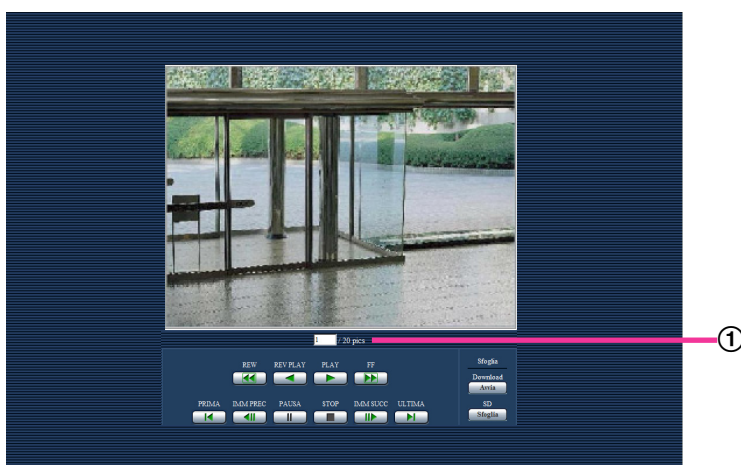 1 / 20 pics
①
REW REV PLAY PLAY FF
Sfoglia
Download
Avvia
PRIMA IMM PREC PAUSA STOP IMM SUCC ULTIMA
SD
Sfoglia